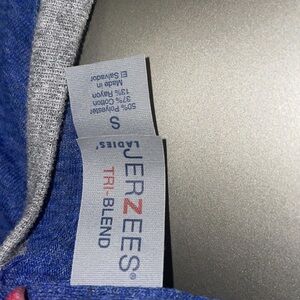 JERZEES®
TRI-BLEND
LADIES'
S
50% Polyester
37% Cotton
13% Rayon
Made in
El Salvador